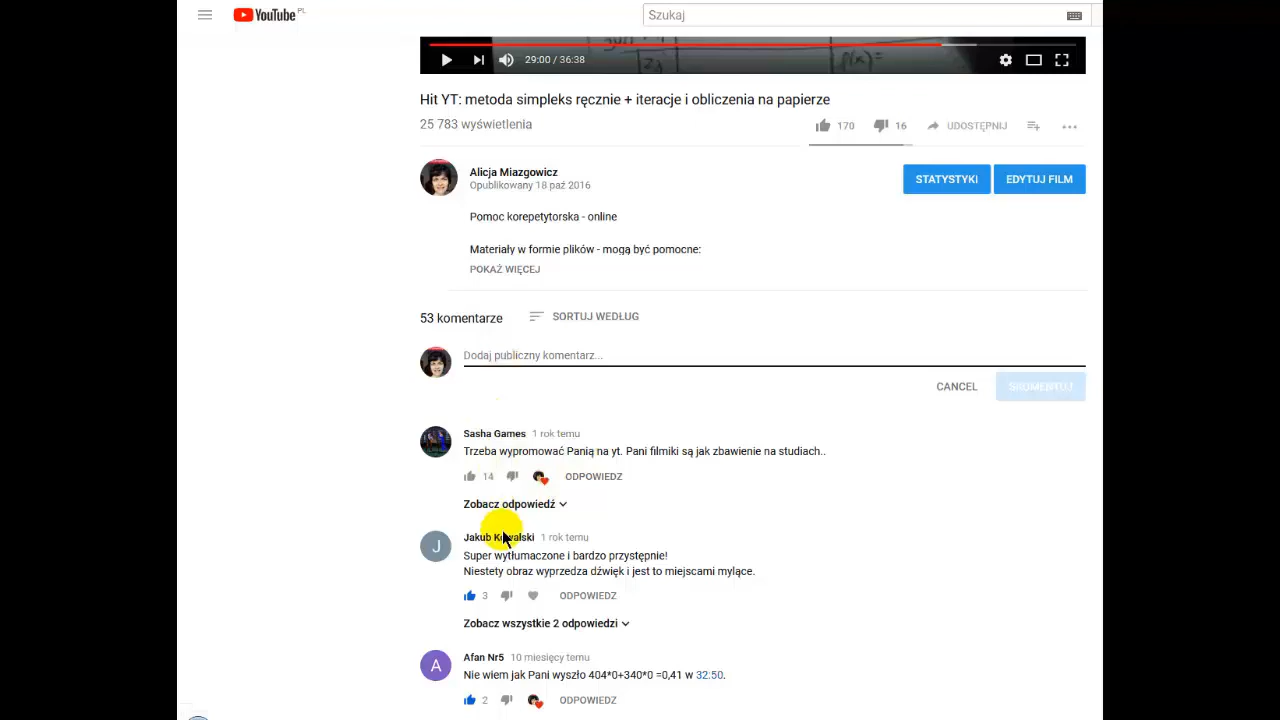 YouTube PL
Szukaj
29:00 / 36:38
Hit YT: metoda simpleks ręcznie + iteracje i obliczenia na papierze
25 783 wyświetlenia
170 16 UDOSTĘPNIJ
Alicja Miazgowicz
Opublikowany 18 paź 2016
STATYSTYKI EDYTUJ FILM
Pomoc korepetytorska - online
Materiały w formie plików - mogą być pomocne:
POKAŻ WIĘCEJ
53 komentarze SORTUJ WEDŁUG
Dodaj publiczny komentarz...
CANCEL SKOMENTUJ
Sasha Games 1 rok temu
Trzeba wypromować Panią na yt. Pani filmiki są jak zbawienie na studiach..
14 ODPOWIEDZ
Zobacz odpowiedź
J
Jakub Kowalski 1 rok temu
Super wytłumaczone i bardzo przystępnie!
Niestety obraz wyprzedza dźwięk i jest to miejscami mylące.
3 ODPOWIEDZ
Zobacz wszystkie 2 odpowiedzi
A
Afan Nr5 10 miesięcy temu
Nie wiem jak Pani wyszło 404*0+340*0 =0,41 w 32:50.
2 ODPOWIEDZ